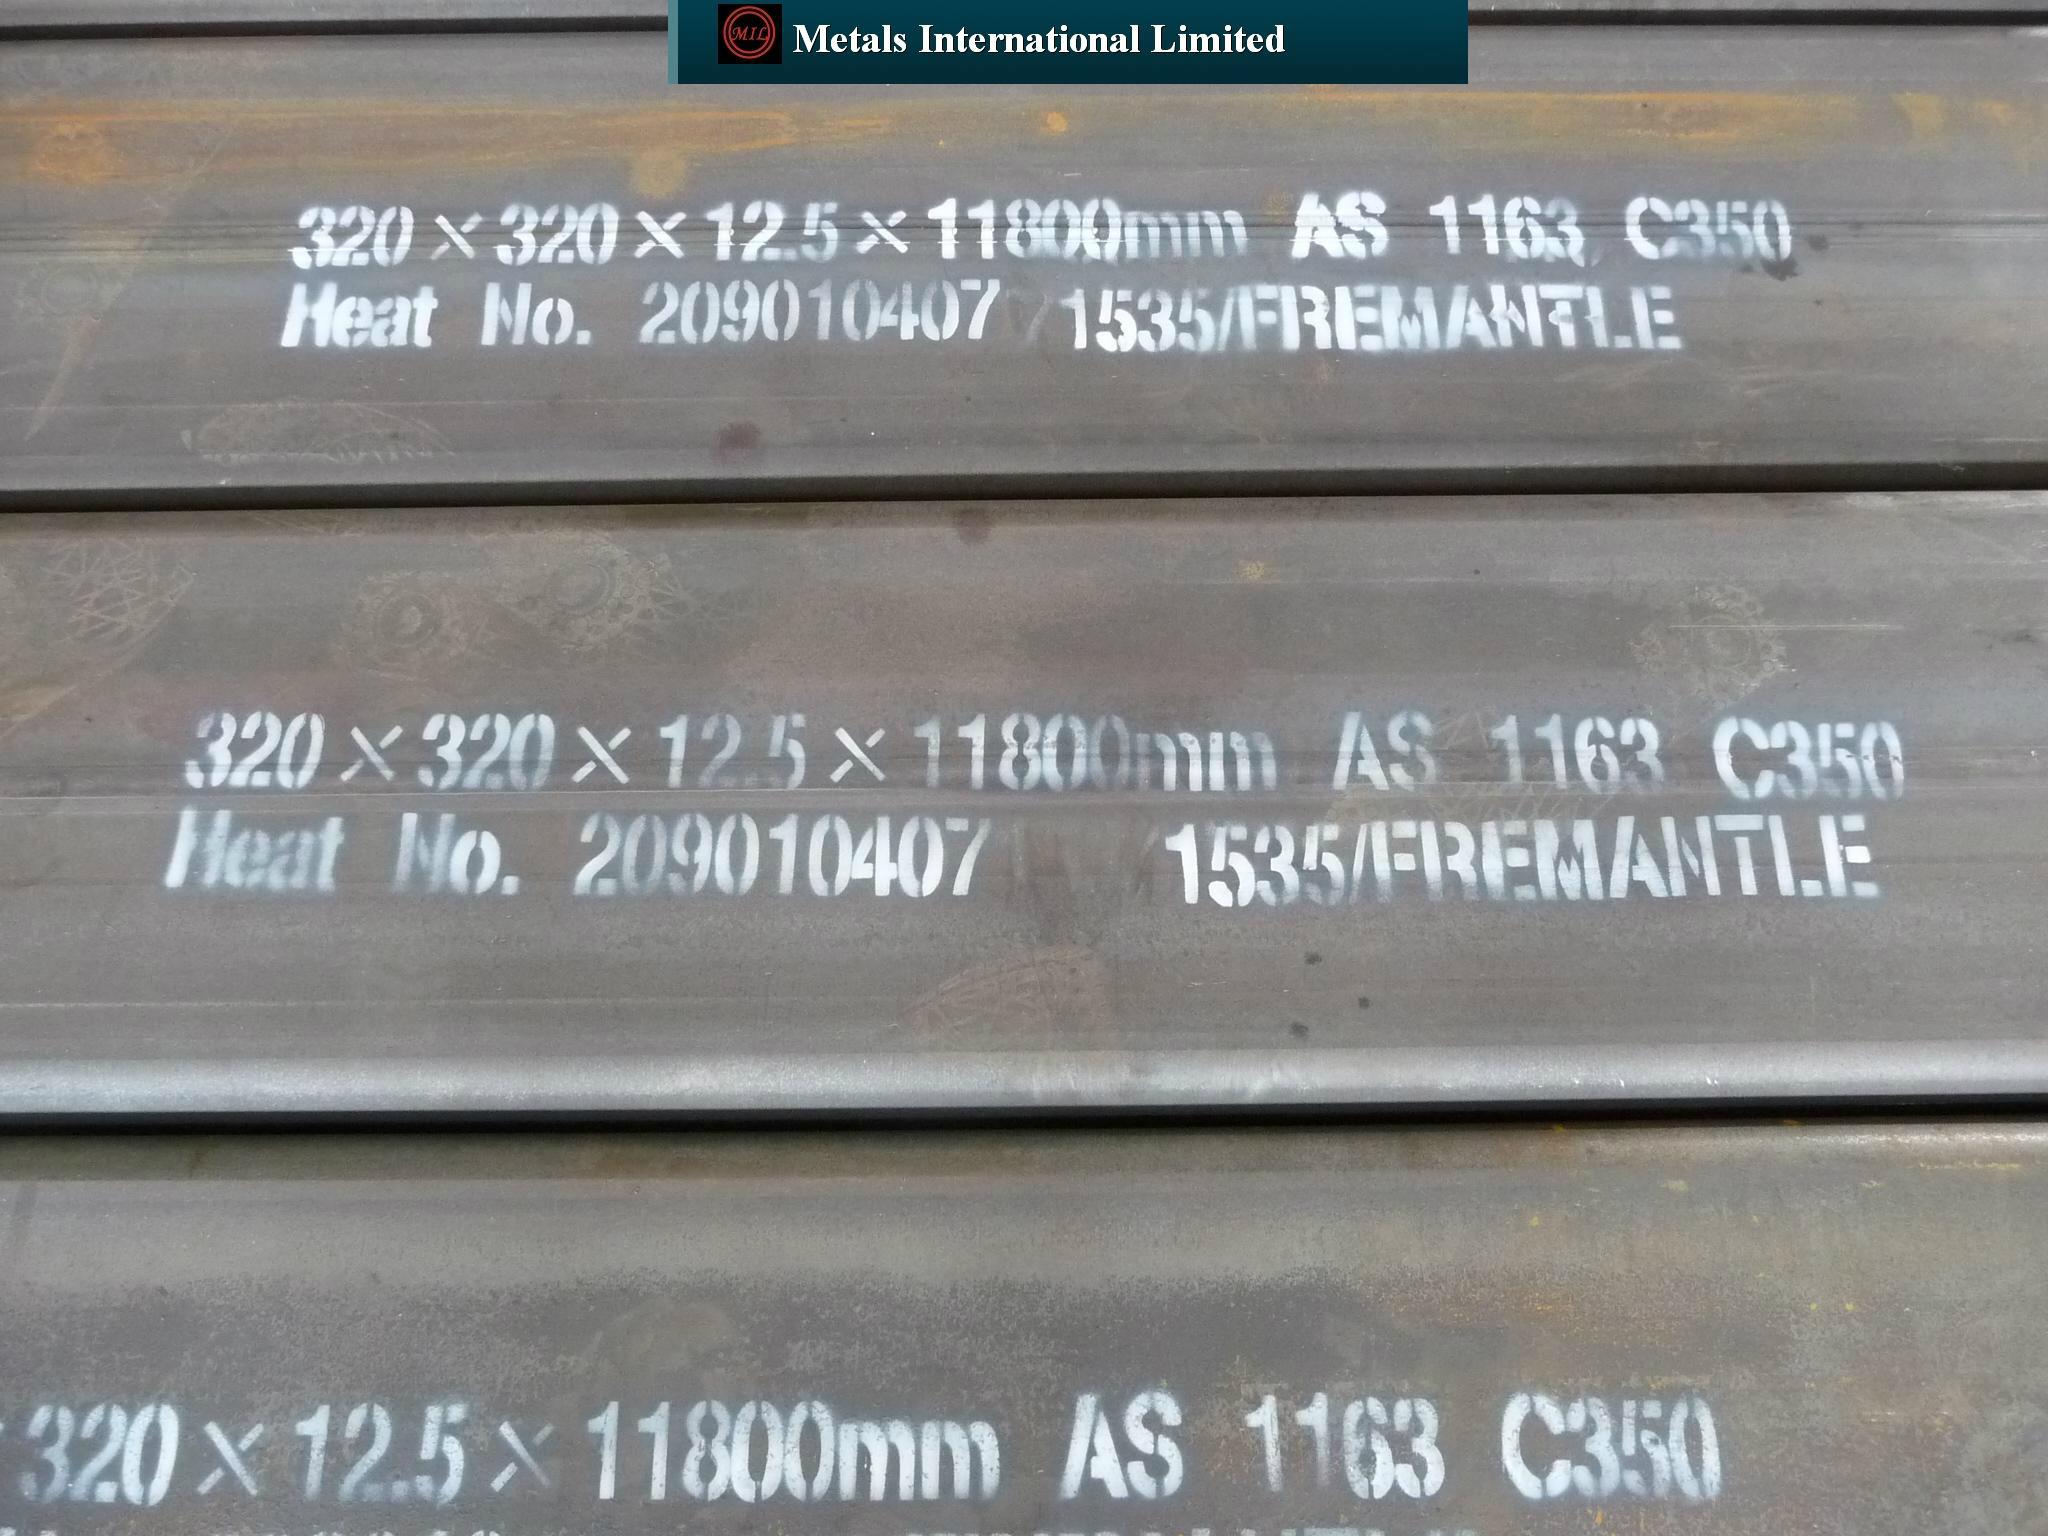 MIL Metals International Limited
320 × 320 × 12.5 × 11800mm AS 1163 C350
Heat No. 209010407 1535/FREMANTLE
320 × 320 × 12.5 × 11800mm AS 1163 C350
Heat No. 209010407 1535/FREMANTLE
320 × 12.5 × 11800mm AS 1163 C350